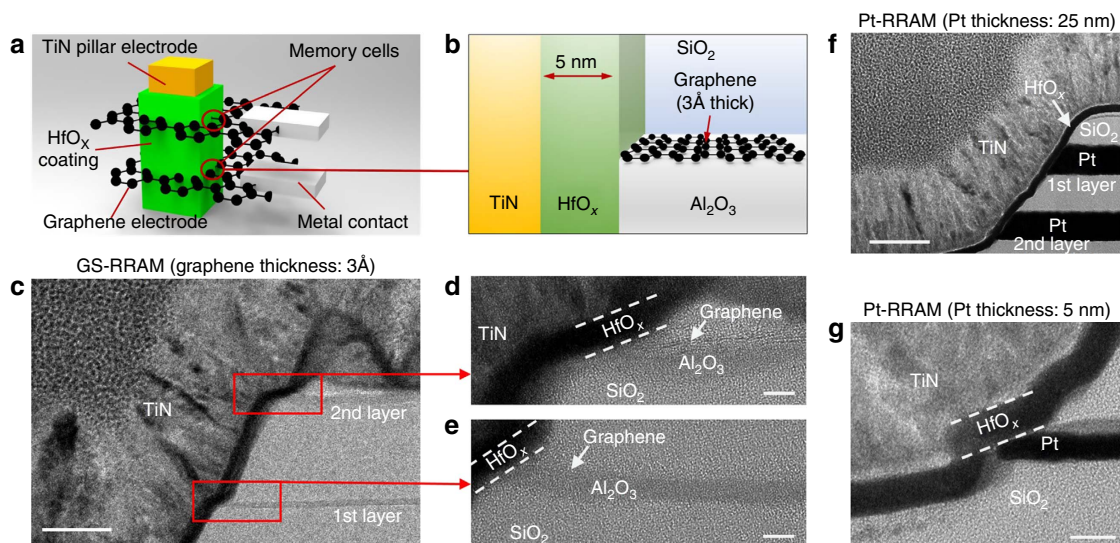 a
TiN pillar electrode
Memory cells
HfOₓ
coating
Graphene electrode
Metal contact
b
5 nm
SiO₂
Graphene
(3Å thick)
TiN
HfOₓ
Al₂O₃
GS-RRAM (graphene thickness: 3Å)
c
TiN
2nd layer
1st layer
d
TiN
HfOₓ
Graphene
Al₂O₃
SiO₂
e
HfOₓ
Graphene
Al₂O₃
SiO₂
Pt-RRAM (Pt thickness: 25 nm)
f
HfOₓ
SiO₂
TiN
Pt
1st layer
Pt
2nd layer
Pt-RRAM (Pt thickness: 5 nm)
g
TiN
HfOₓ
Pt
SiO₂